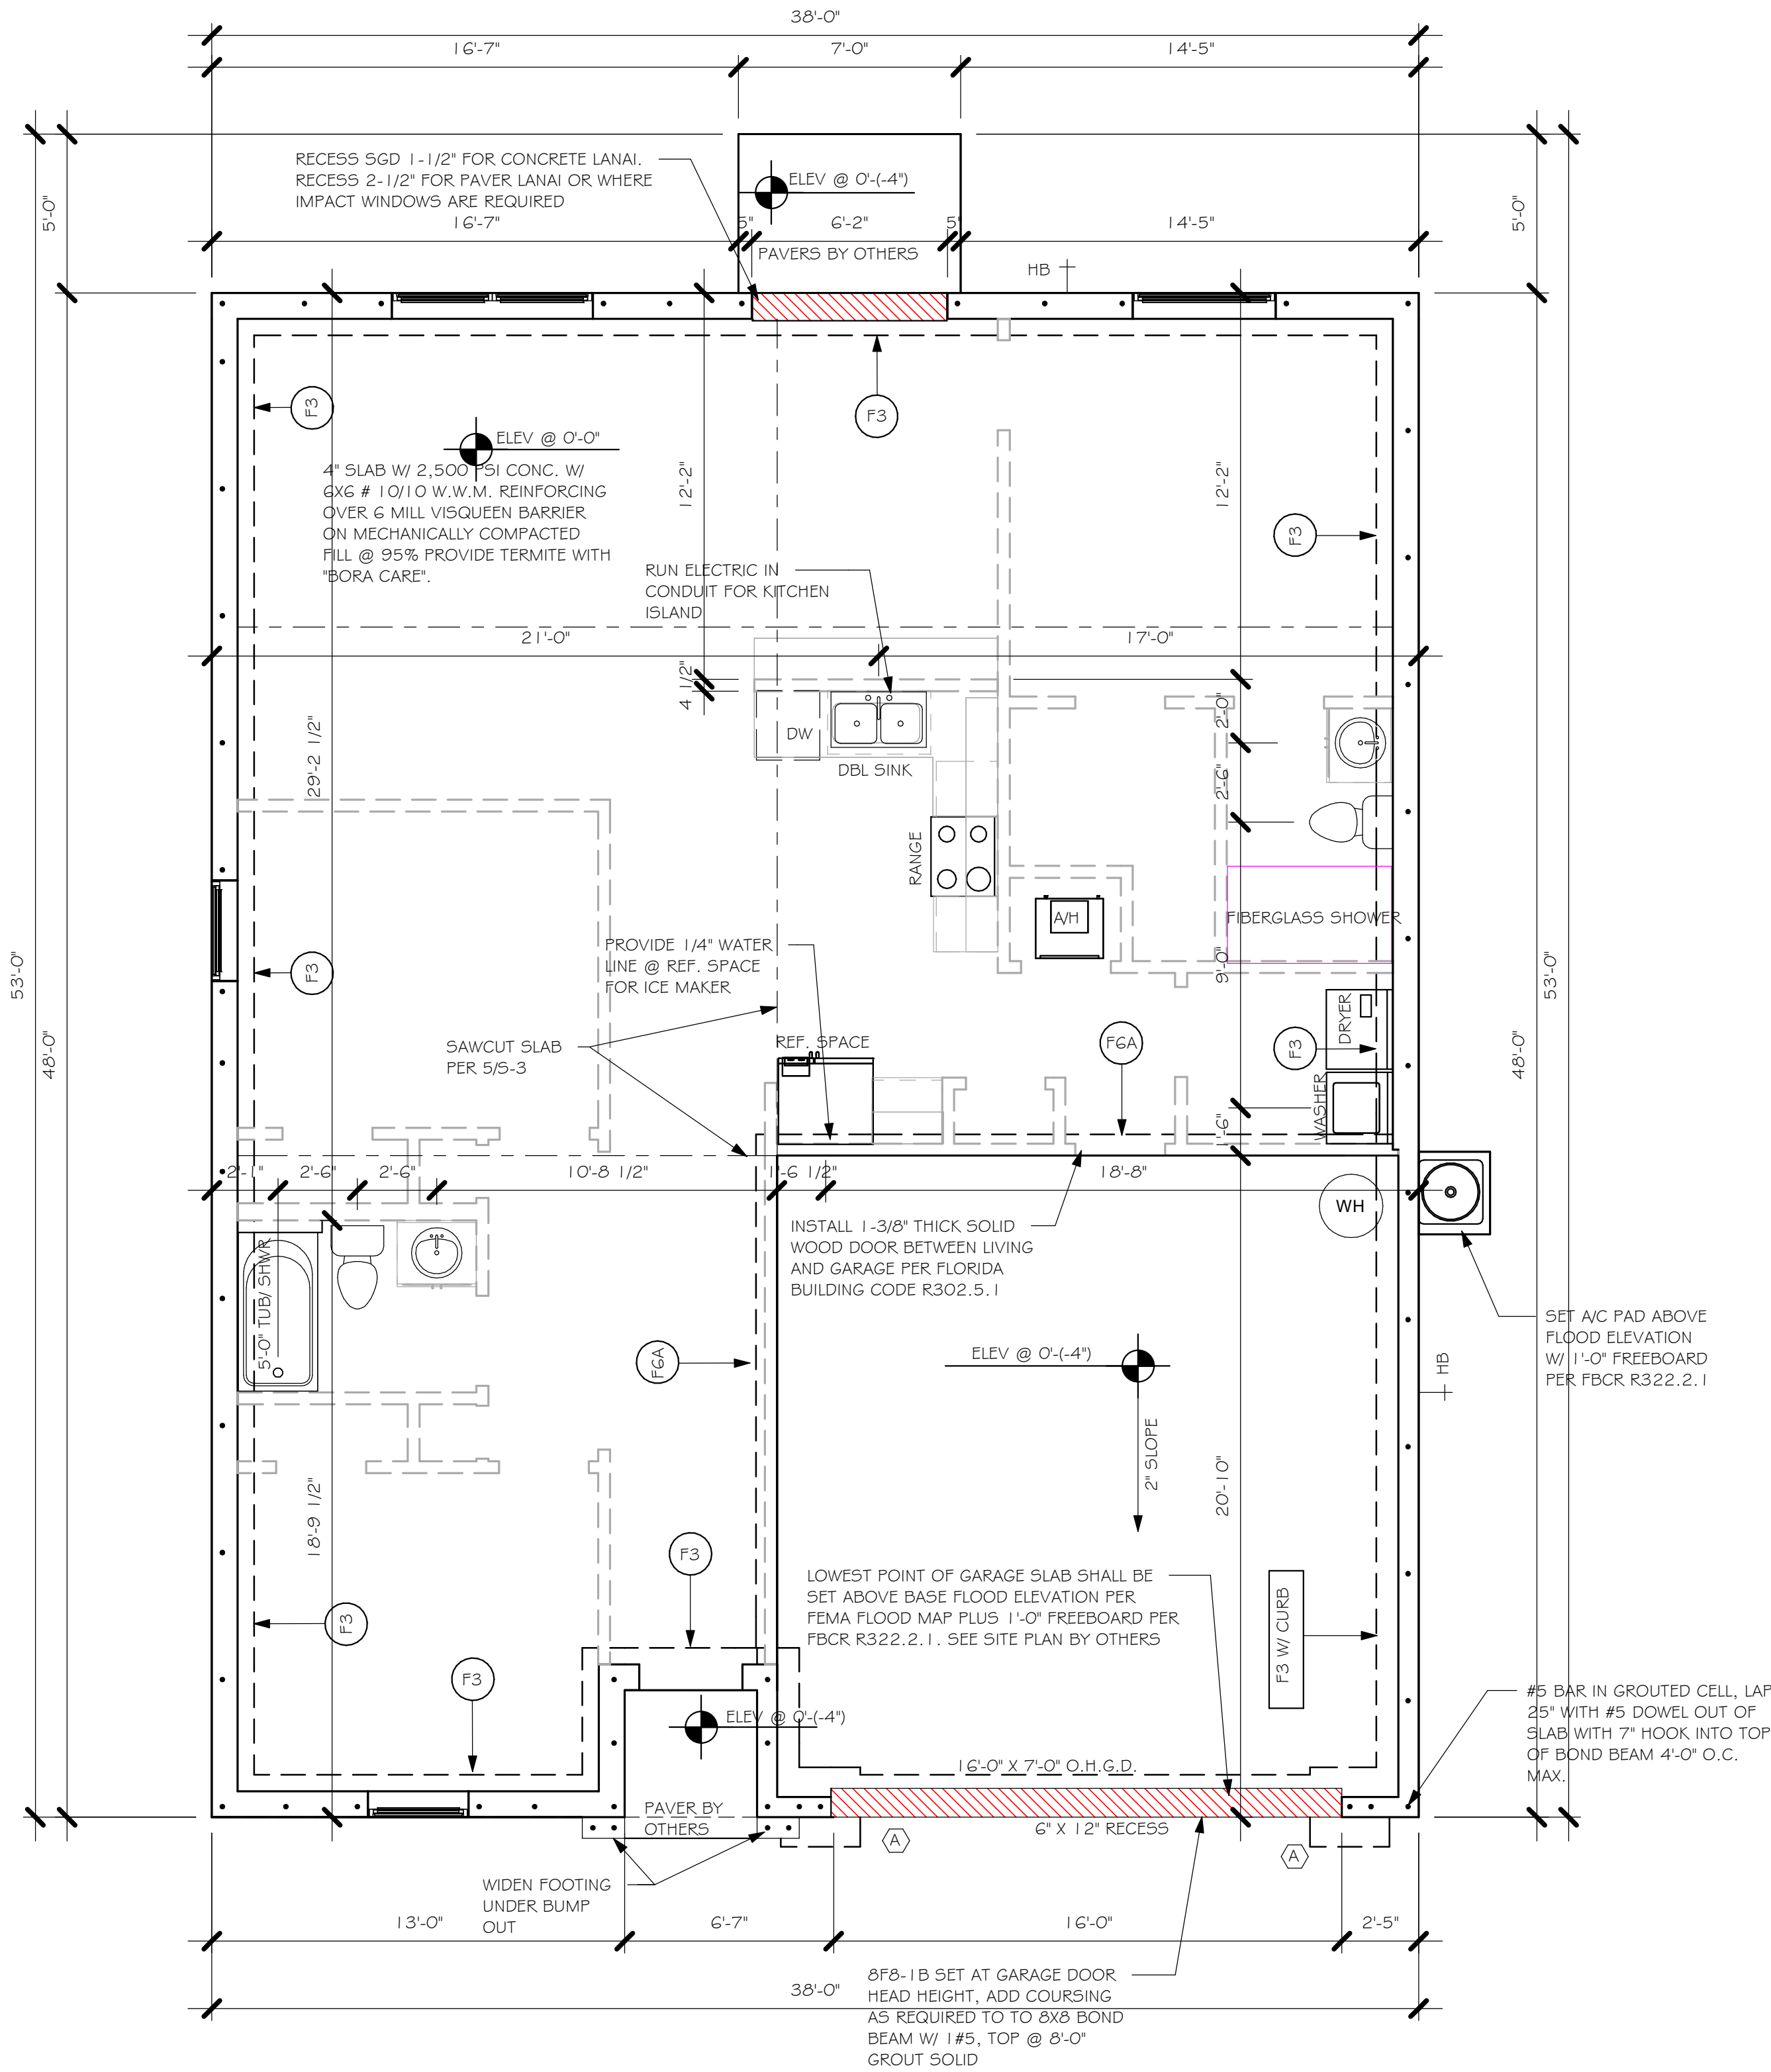 38'-0"
16'-7"
7'-0"
14'-5"
RECESS SGD 1-1/2" FOR CONCRETE LANAI.
RECESS 2-1/2" FOR PAVER LANAI OR WHERE
IMPACT WINDOWS ARE REQUIRED
ELEV @ 0'-(-4")
5'-0"
5'-0"
16'-7"
5"
6'-2"
5"
14'-5"
PAVERS BY OTHERS
HB
F3
F3
ELEV @ 0'-0"
4" SLAB W/ 2,500 PSI CONC. W/
6X6 # 10/10 W.W.M. REINFORCING
OVER 6 MILL VISQUEEN BARRIER
ON MECHANICALLY COMPACTED
FILL @ 95% PROVIDE TERMITE WITH
"BORA CARE".
12'-2"
12'-2"
F3
RUN ELECTRIC IN
CONDUIT FOR KITCHEN
ISLAND
21'-0"
17'-0"
4 1/2"
2'-0"
DW
DBL SINK
29'-2 1/2"
2'-6"
RANGE
A/H
FIBERGLASS SHOWER
PROVIDE 1/4" WATER
LINE @ REF. SPACE
FOR ICE MAKER
F3
9'-0"
53'-0"
48'-0"
53'-0"
48'-0"
SAWCUT SLAB
PER 5/S-3
REF. SPACE
F6A
F3
DRYER
WASHER
2'-1"
2'-6"
2'-6"
10'-8 1/2"
1'-6 1/2"
18'-8"
WH
INSTALL 1-3/8" THICK SOLID
WOOD DOOR BETWEEN LIVING
AND GARAGE PER FLORIDA
BUILDING CODE R302.5.1
5'-0" TUB/ SHWR
F6A
ELEV @ 0'-(-4")
SET A/C PAD ABOVE
FLOOD ELEVATION
W/ 1'-0" FREEBOARD
PER FBCR R322.2.1
HB
2" SLOPE
20'-10"
18'-9 1/2"
F3
LOWEST POINT OF GARAGE SLAB SHALL BE
SET ABOVE BASE FLOOD ELEVATION PER
FEMA FLOOD MAP PLUS 1'-0" FREEBOARD PER
FBCR R322.2.1. SEE SITE PLAN BY OTHERS
F3
F3
F3 W/ CURB
ELEV @ 0'-(-4")
#5 BAR IN GROUTED CELL, LAP
25" WITH #5 DOWEL OUT OF
SLAB WITH 7" HOOK INTO TOP
OF BOND BEAM 4'-0" O.C.
MAX.
16'-0" X 7'-0" O.H.G.D.
PAVER BY
OTHERS
6" X 12" RECESS
A
A
WIDEN FOOTING
UNDER BUMP
OUT
13'-0"
6'-7"
16'-0"
2'-5"
38'-0"
8F8-1B SET AT GARAGE DOOR
HEAD HEIGHT, ADD COURSING
AS REQUIRED TO TO 8X8 BOND
BEAM W/ 1#5, TOP @ 8'-0"
GROUT SOLID